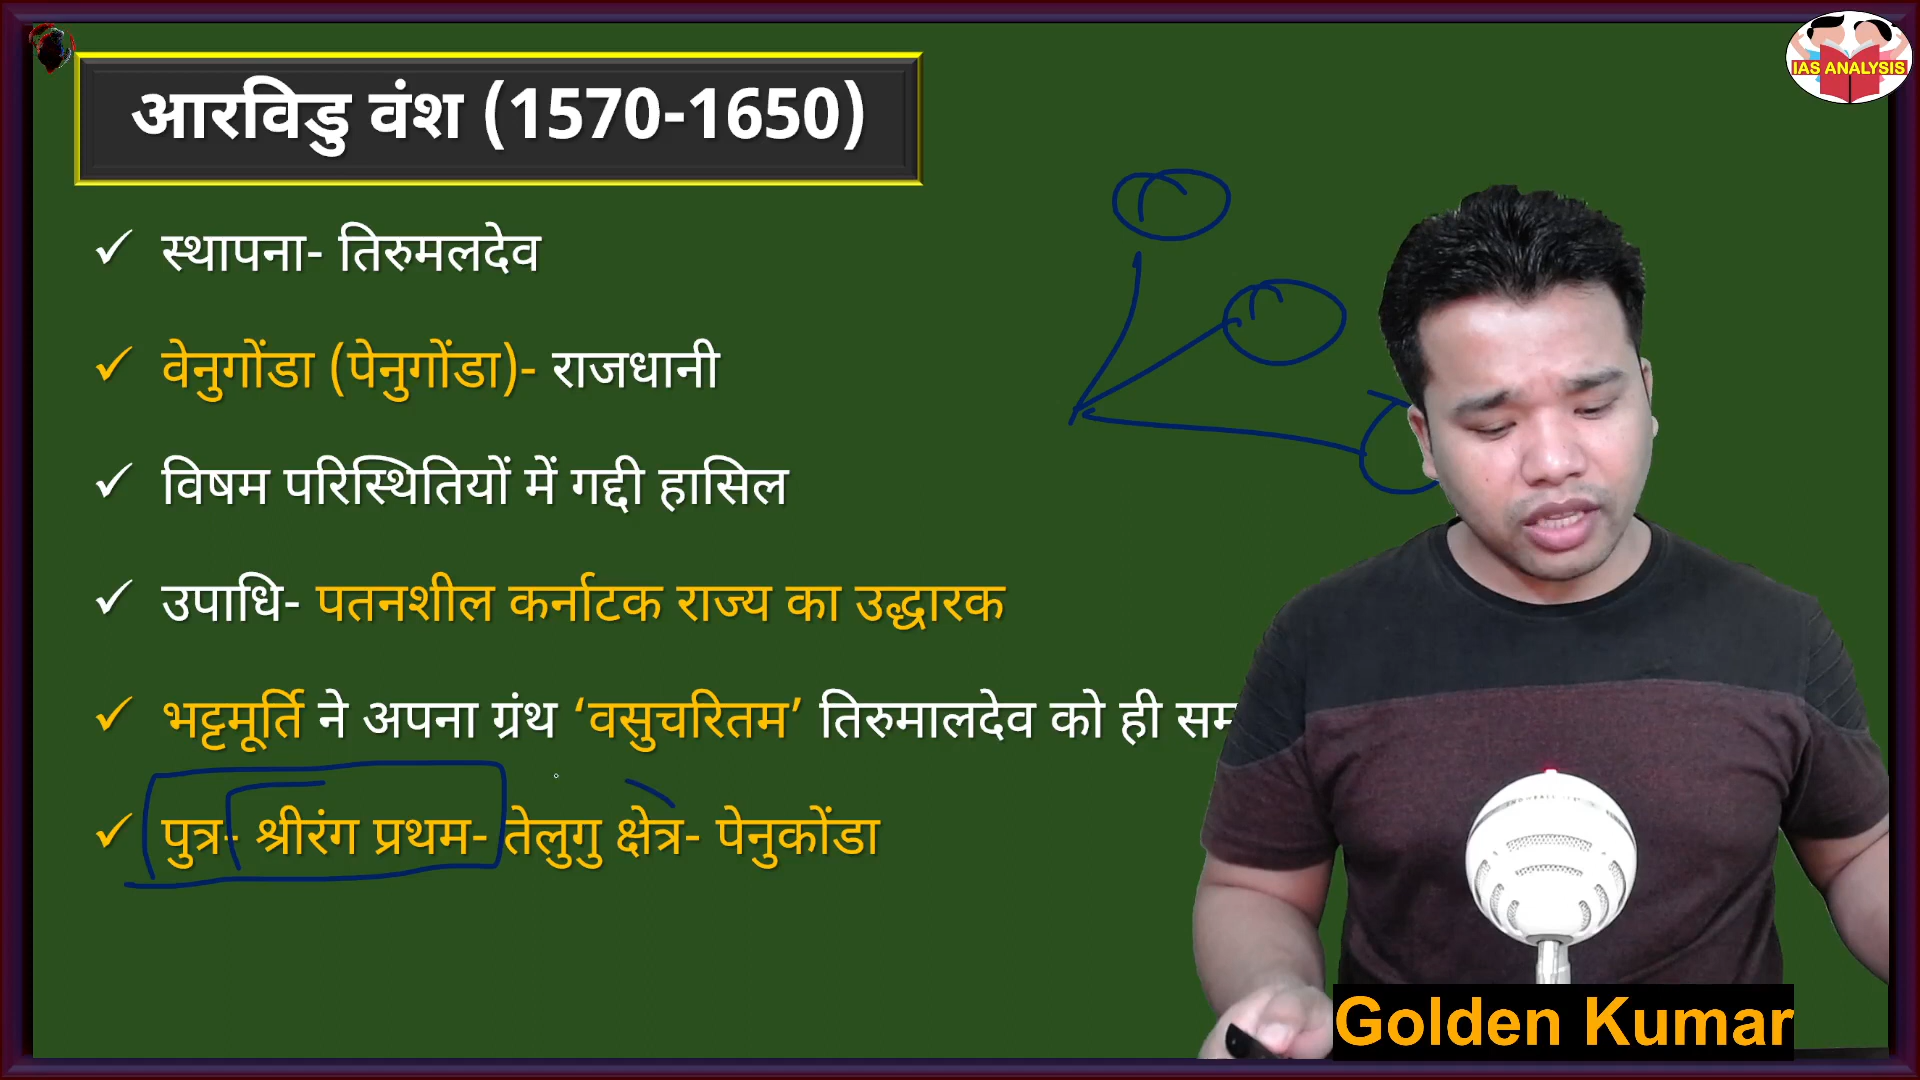 IAS ANALYSIS
आरविडु वंश (1570-1650)
✓ स्थापना- तिरुमलदेव
✓ वेनुगोंडा (पेनुगोंडा)- राजधानी
✓ विषम परिस्थितियों में गद्दी हासिल
✓ उपाधि- पतनशील कर्नाटक राज्य का उद्धारक
✓ भट्टमूर्ति ने अपना ग्रंथ ‘वसुचरितम’ तिरुमालदेव को ही
✓ पुत्र- श्रीरंग प्रथम- तेलुगु क्षेत्र- पेनुकोंडा
Golden Kumar